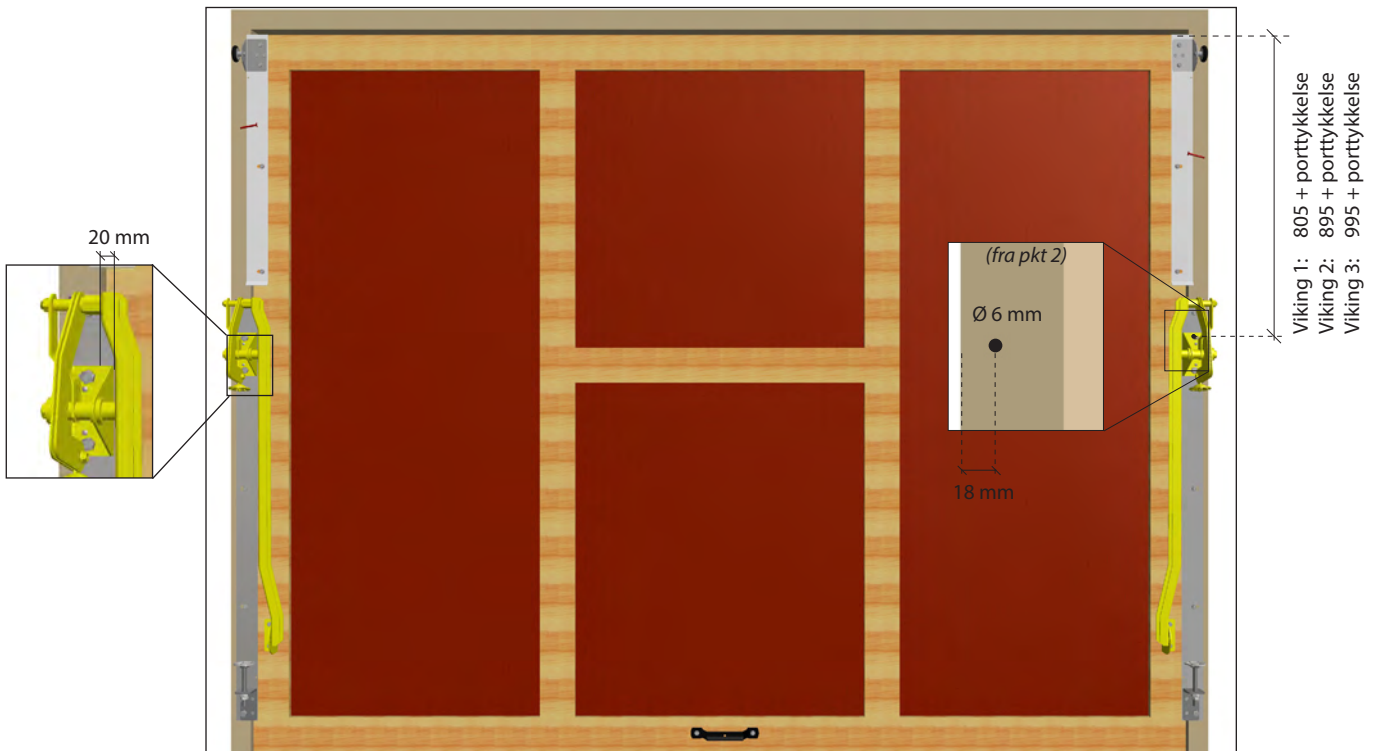 20 mm
(fra pkt 2)
Ø 6 mm
18 mm
Viking 1: 805 + porttykkelse
Viking 2: 895 + porttykkelse
Viking 3: 995 + porttykkelse